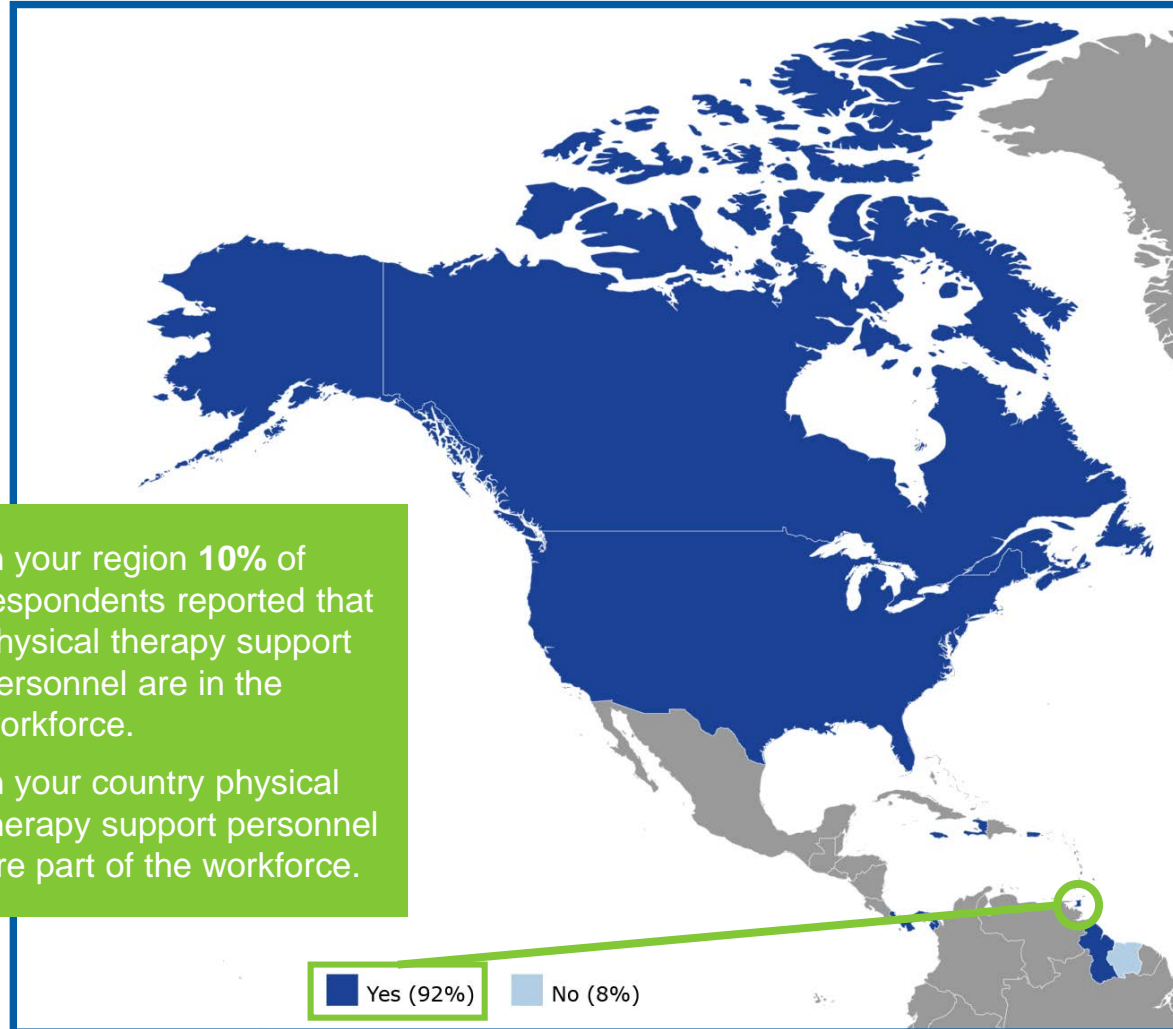 n your region 10% of
espondents reported that
hysical therapy support
ersonnel are in the
orkforce.
n your country physical
herapy support personnel
re part of the workforce.
Yes (92%)
No (8%)